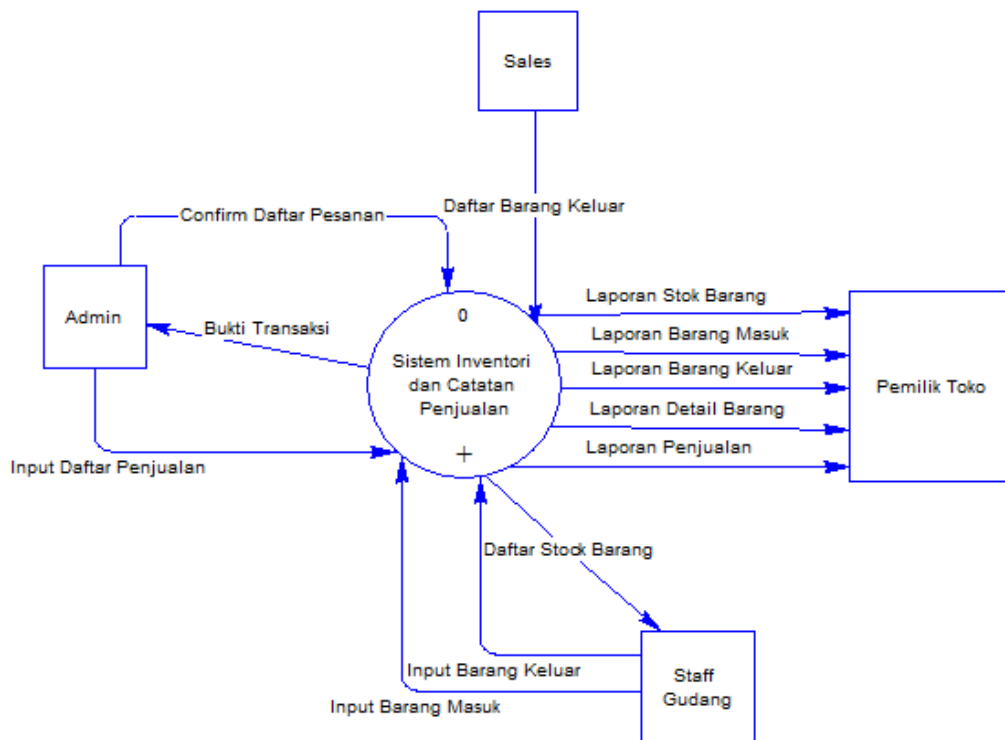 Sales
Confirm Daftar Pesanan
Daftar Barang Keluar
Admin
Bukti Transaksi
Input Daftar Penjualan
0
Sistem Inventori
dan Catatan
Penjualan
+
Laporan Stok Barang
Laporan Barang Masuk
Laporan Barang Keluar
Laporan Detail Barang
Laporan Penjualan
Pemilik Toko
Daftar Stock Barang
Input Barang Keluar
Input Barang Masuk
Staff
Gudang